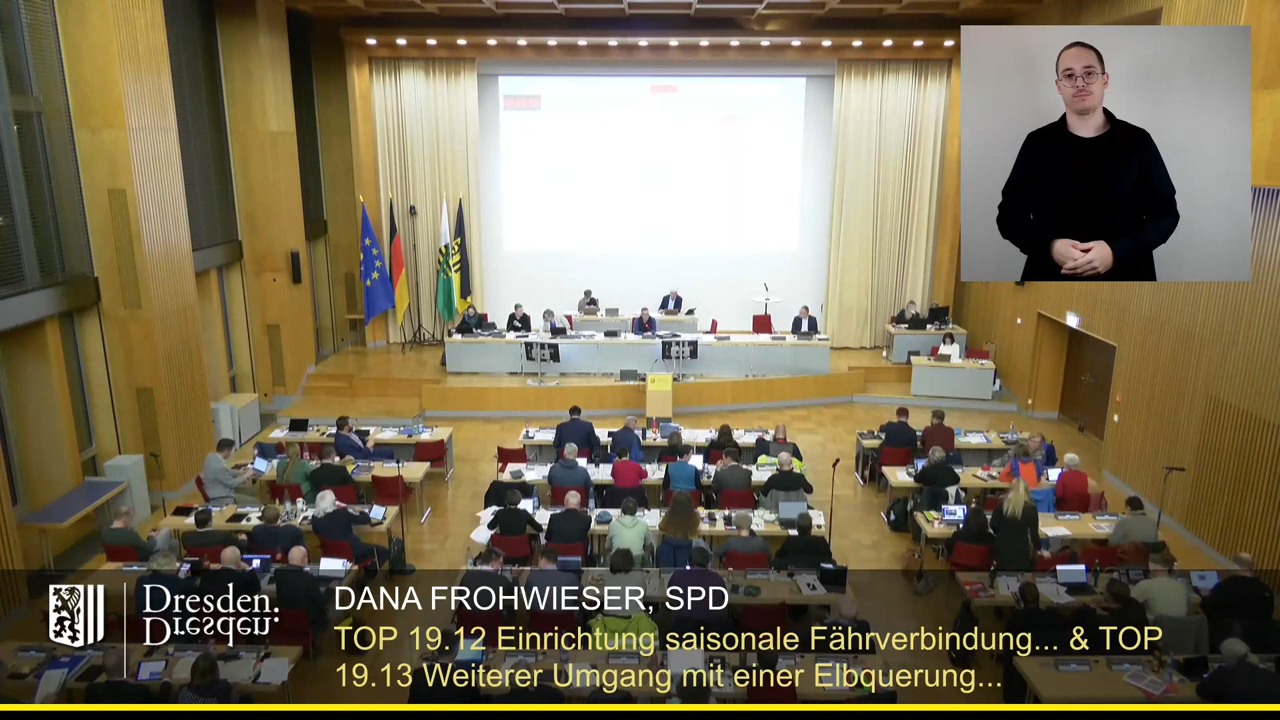 Dresden.
Dresden.
DANA FROHWIESER, SPD
TOP 19.12 Einrichtung saisonale Fährverbindung... & TOP
19.13 Weiterer Umgang mit einer Elbquerung...